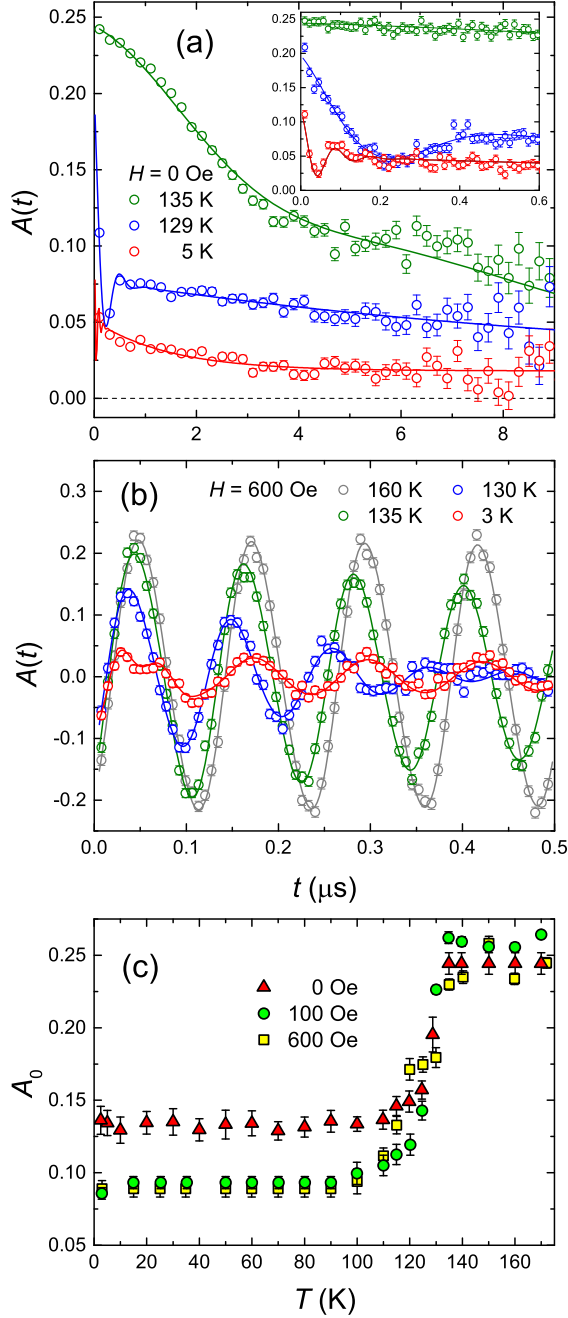 0.25
0.20
0.15
0.10
0.05
0.00
A(t)
(a)
H = 0 Oe
135 K
129 K
5 K
0.25
0.20
0.15
0.10
0.05
0.00
0.0 0.2 0.4 0.6
0 2 4 6 8
0.3
0.2
0.1
0.0
-0.1
-0.2
A(t)
(b)
H = 600 Oe
160 K 130 K
135 K 3 K
0.0 0.1 0.2 0.3 0.4 0.5
t (μs)
0.25
0.20
0.15
0.10
0.05
A0
(c)
0 Oe
100 Oe
600 Oe
0 20 40 60 80 100 120 140 160
T (K)